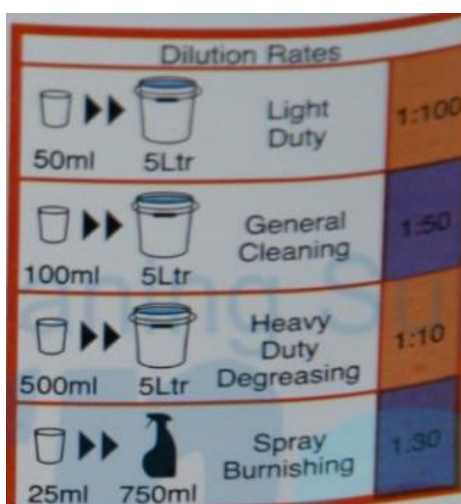 Dilution Rates
50ml 5Ltr
Light
Duty
1:100
100ml 5Ltr
General
Cleaning
1:50
500ml 5Ltr
Heavy
Duty
Degreasing
1:10
25ml 750ml
Spray
Burnishing
1:30